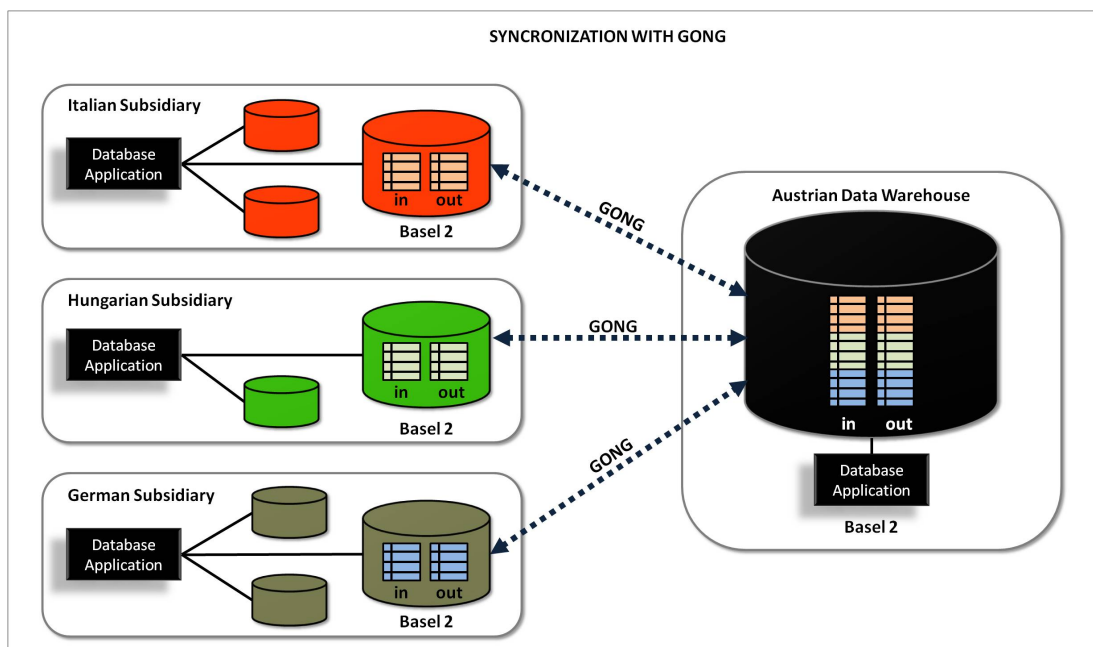 SYNCRONIZATION WITH GONG
Italian Subsidiary
Database
Application
in out
Basel 2
Hungarian Subsidiary
Database
Application
in out
Basel 2
German Subsidiary
Database
Application
in out
Basel 2
GONG
GONG
GONG
Austrian Data Warehouse
in out
Database
Application
Basel 2